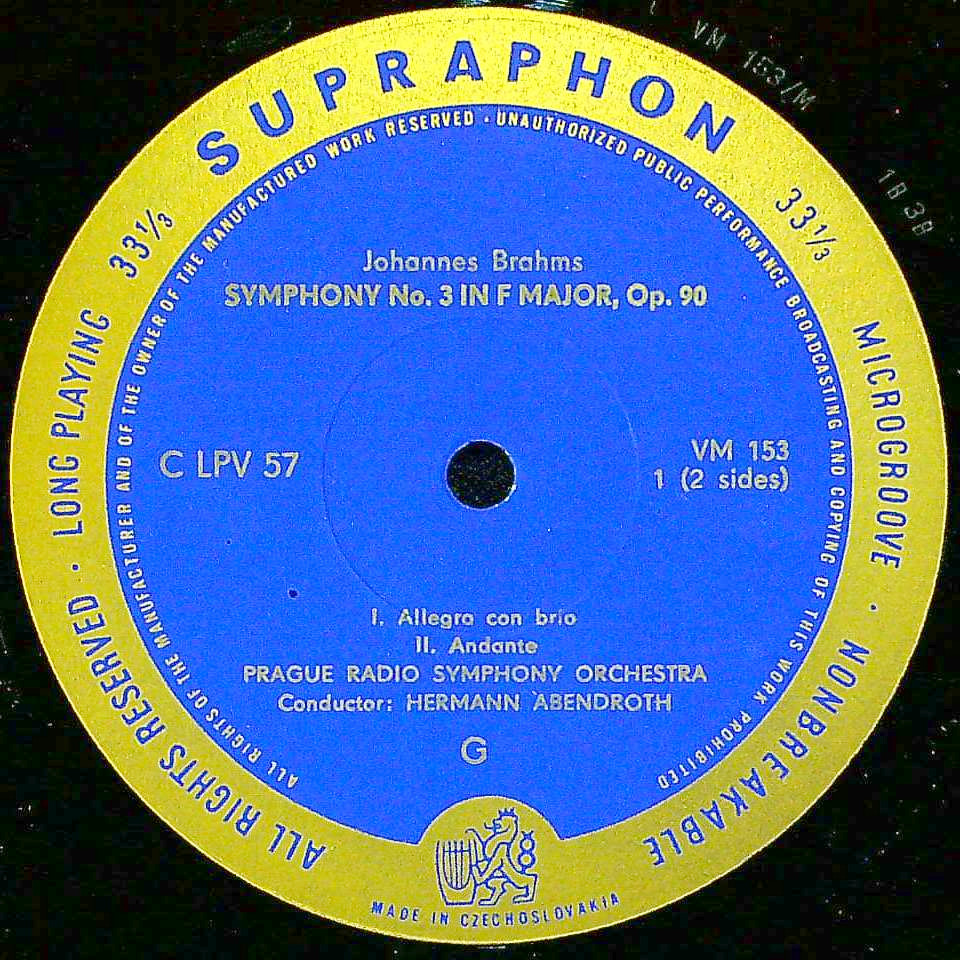 VM 153/M
SUPRAPHON
LONG PLAYING 33⅓
33⅓ MICROGROOVE · NONBREAKABLE
ALL RIGHTS RESERVED ·
ALL RIGHTS OF THE MANUFACTURER AND OF THE OWNER OF THE MANUFACTURED WORK RESERVED · UNAUTHORIZED PUBLIC PERFORMANCE BROADCASTING AND COPYING OF THIS WORK PROHIBITED
Johannes Brahms
SYMPHONY No. 3 IN F MAJOR, Op. 90
C LPV 57
VM 153
1 (2 sides)
I. Allegro con brio
II. Andante
PRAGUE RADIO SYMPHONY ORCHESTRA
Conductor: HERMANN ABENDROTH
G
MADE IN CZECHOSLOVAKIA